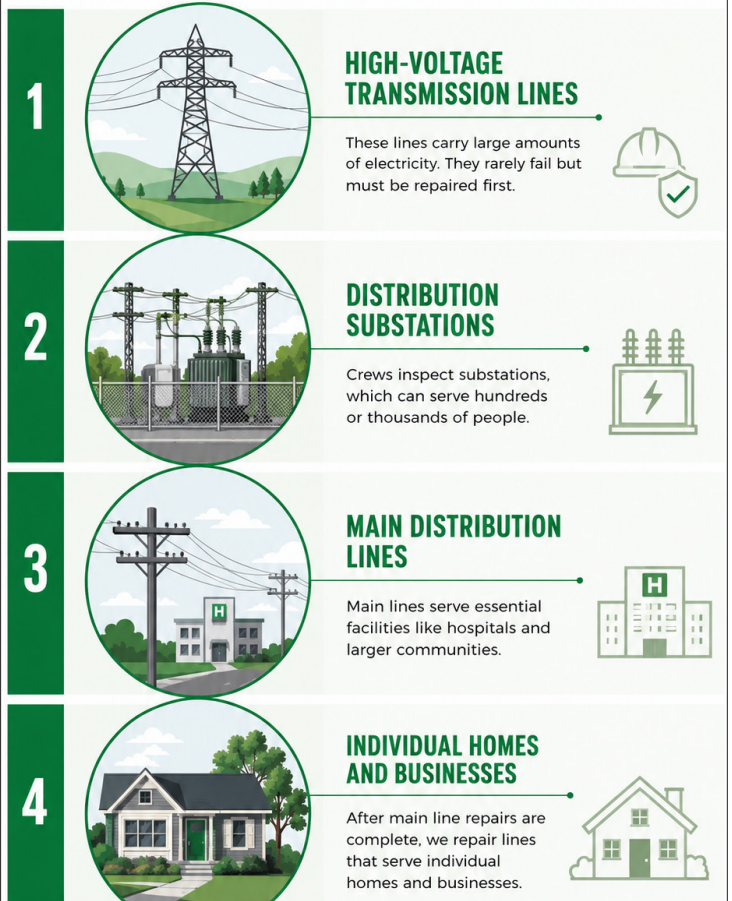 1
HIGH-VOLTAGE
TRANSMISSION LINES
These lines carry large amounts
of electricity. They rarely fail but
must be repaired first.
2
DISTRIBUTION
SUBSTATIONS
Crews inspect substations,
which can serve hundreds
or thousands of people.
3
H
MAIN DISTRIBUTION
LINES
Main lines serve essential
facilities like hospitals and
larger communities.
H
4
INDIVIDUAL HOMES
AND BUSINESSES
After main line repairs are
complete, we repair lines
that serve individual
homes and businesses.